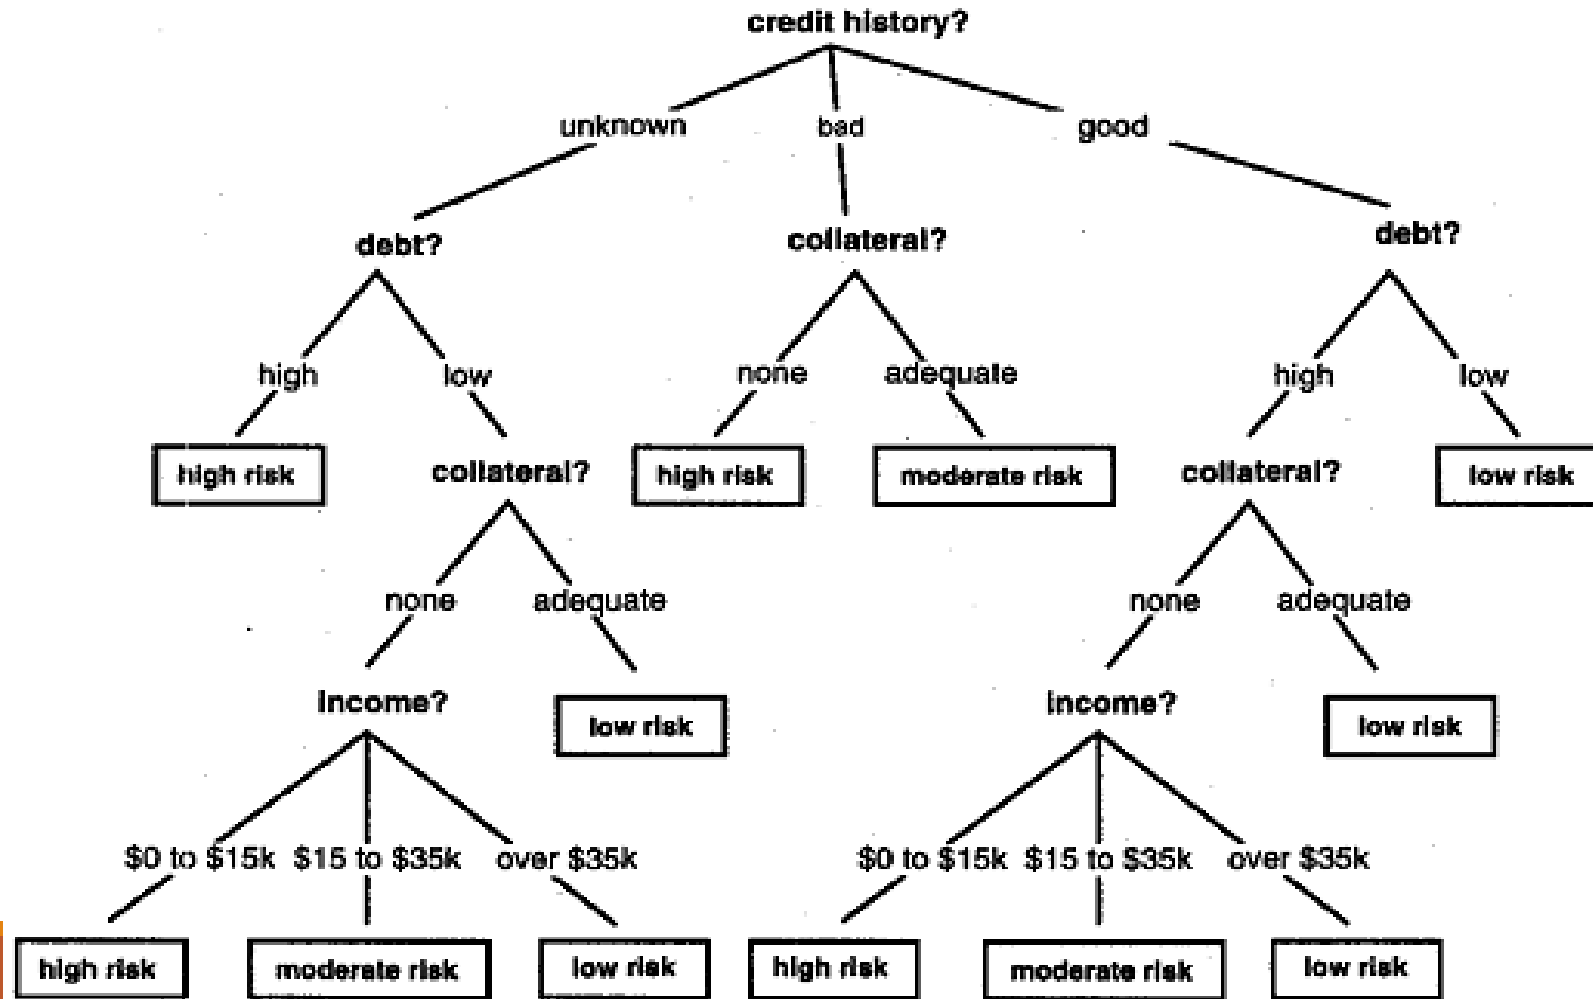 credit history?
unknown bad good
debt? collateral? debt?
high low none adequate high low
high risk collateral? high risk moderate risk collateral? low risk
none adequate none adequate
income? low risk income? low risk
$0 to $15k $15 to $35k over $35k $0 to $15k $15 to $35k over $35k
high risk moderate risk low risk high risk moderate risk low risk